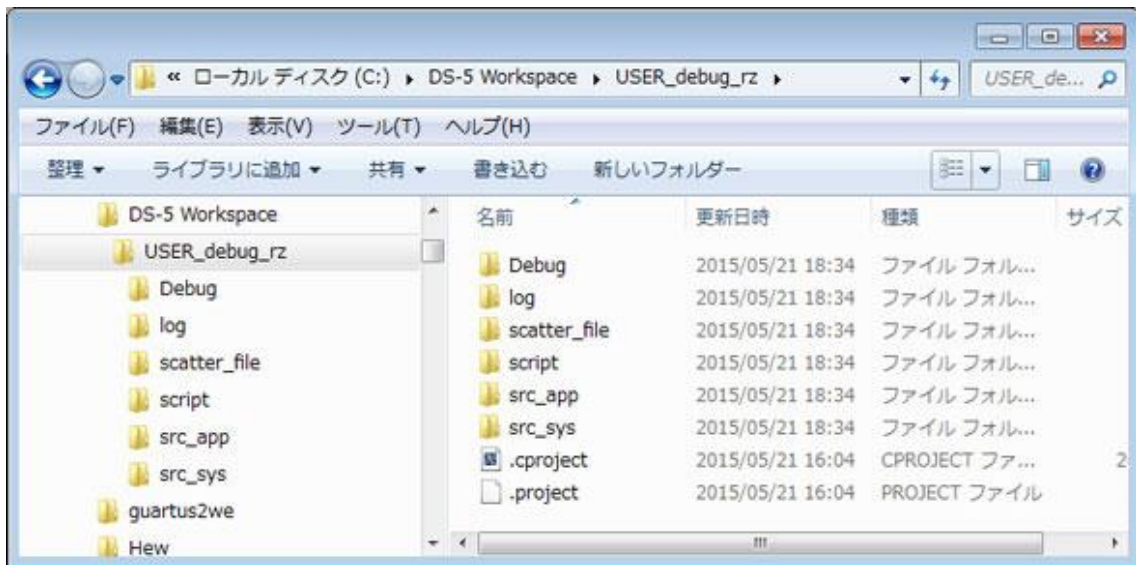 « ローカル ディスク (C:) ▸ DS-5 Workspace ▸ USER_debug_rz ▸ USER_de...
ファイル(F) 編集(E) 表示(V) ツール(T) ヘルプ(H)
整理 ライブラリに追加 共有 書き込む 新しいフォルダー
DS-5 Workspace
USER_debug_rz
Debug
log
scatter_file
script
src_app
src_sys
guartus2we
Hew
名前 更新日時 種類 サイズ
Debug 2015/05/21 18:34 ファイル フォル...
log 2015/05/21 18:34 ファイル フォル...
scatter_file 2015/05/21 18:34 ファイル フォル...
script 2015/05/21 18:34 ファイル フォル...
src_app 2015/05/21 18:34 ファイル フォル...
src_sys 2015/05/21 18:34 ファイル フォル...
.cproject 2015/05/21 16:04 CPROJECT ファ... 2
.project 2015/05/21 16:04 PROJECT ファイル